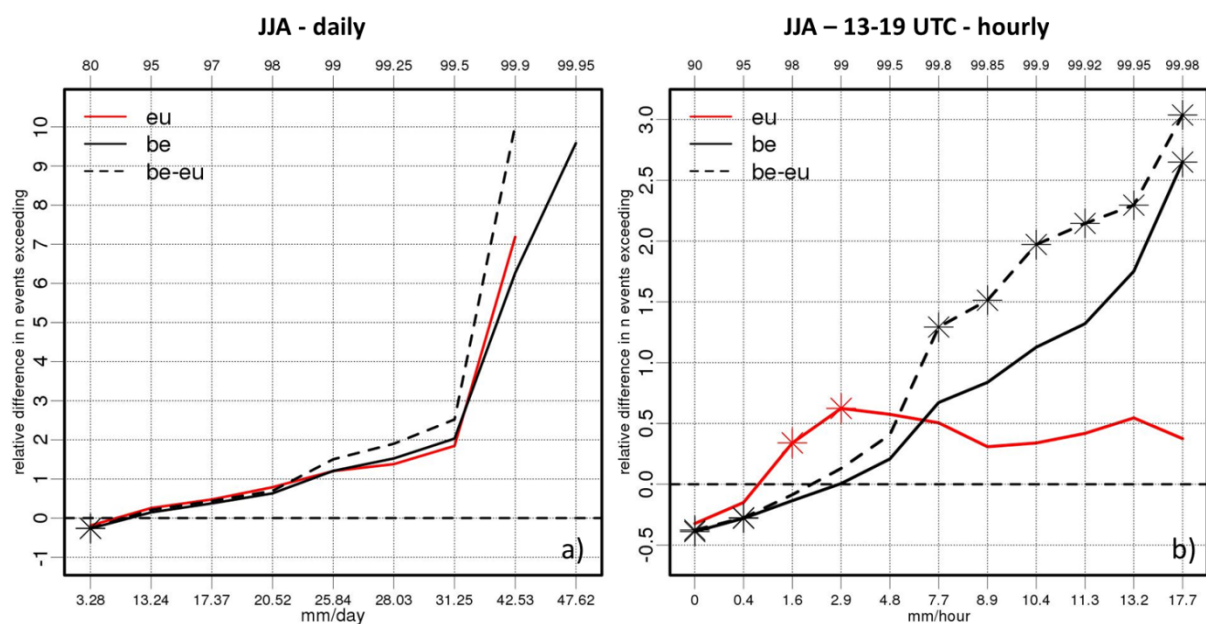 JJA - daily
80 95 97 98 99 99.25 99.5 99.9 99.95
eu
be
be-eu
relative difference in n events exceeding
10
9
8
7
6
5
4
3
2
1
0
-1
a)
3.28 13.24 17.37 20.52 25.84 28.03 31.25 42.53 47.62
mm/day
JJA – 13-19 UTC - hourly
90 95 98 99 99.5 99.8 99.85 99.9 99.92 99.95 99.98
eu
be
be-eu
relative difference in n events exceeding
3.0
2.5
2.0
1.5
1.0
0.5
0.0
-0.5
b)
0 0.4 1.6 2.9 4.8 7.7 8.9 10.4 11.3 13.2 17.7
mm/hour